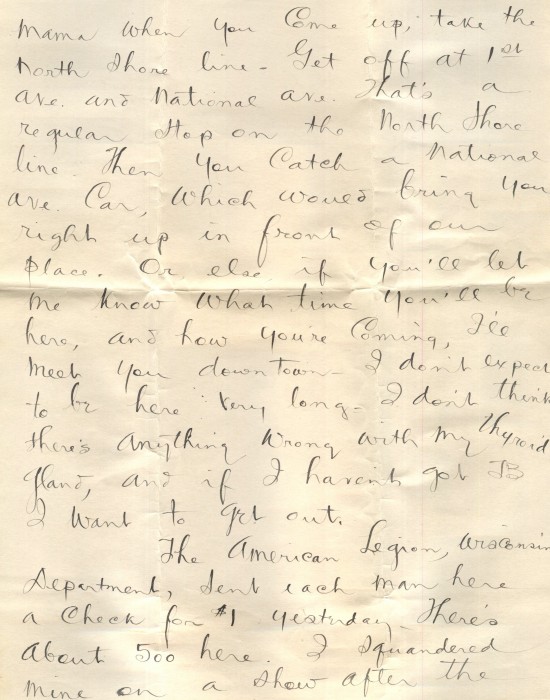 Mama when you come up, take the
North Shore line - Get off at 1st
ave. and National ave. That's a
regular stop on the North Shore
line. Then you catch a National
ave. Car, which would bring you
right up in front of our
place. Or else if you'll let
me know what time you'll be
here, and how you're coming, I'll
meet you down town - I don't expect
to be here very long - I don't think
there's anything wrong with my thyroid
gland, and if I haven't got TB
I want to get out.
The American Legion, Wisconsin
Department, sent each man here
a check for $1 yesterday. There's
about 500 here. I squandered
mine on a show after the